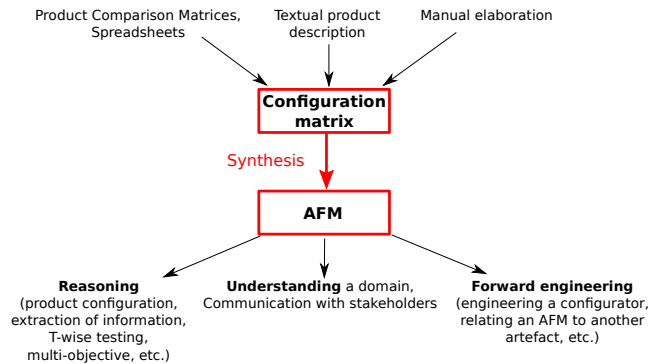 Product Comparison Matrices,
Spreadsheets
Textual product
description
Manual elaboration
Configuration
matrix
Synthesis
AFM
Reasoning
(product configuration,
extraction of information,
T-wise testing,
multi-objective, etc.)
Understanding a domain,
Communication with stakeholders
Forward engineering
(engineering a configurator,
relating an AFM to another
artefact, etc.)